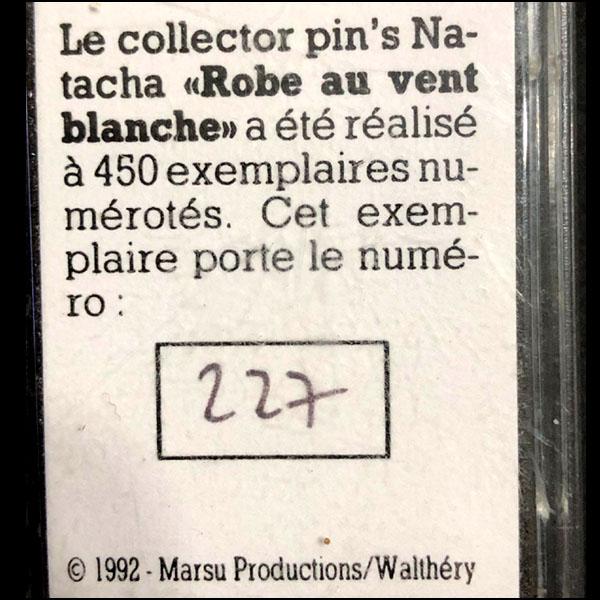 Le collector pin's Na-
tacha «Robe au vent
blanche» a été réalisé
à 450 exemplaires nu-
mérotés. Cet exem-
plaire porte le numé-
ro :
227
© 1992 - Marsu Productions/Walthéry